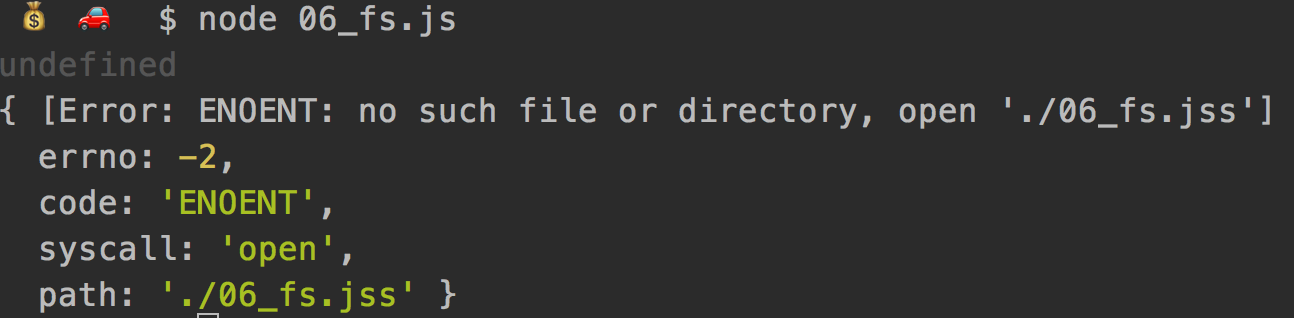 💰 🚗 $ node 06_fs.js
undefined
{ [Error: ENOENT: no such file or directory, open './06_fs.jss']
  errno: -2,
  code: 'ENOENT',
  syscall: 'open',
  path: './06_fs.jss' }